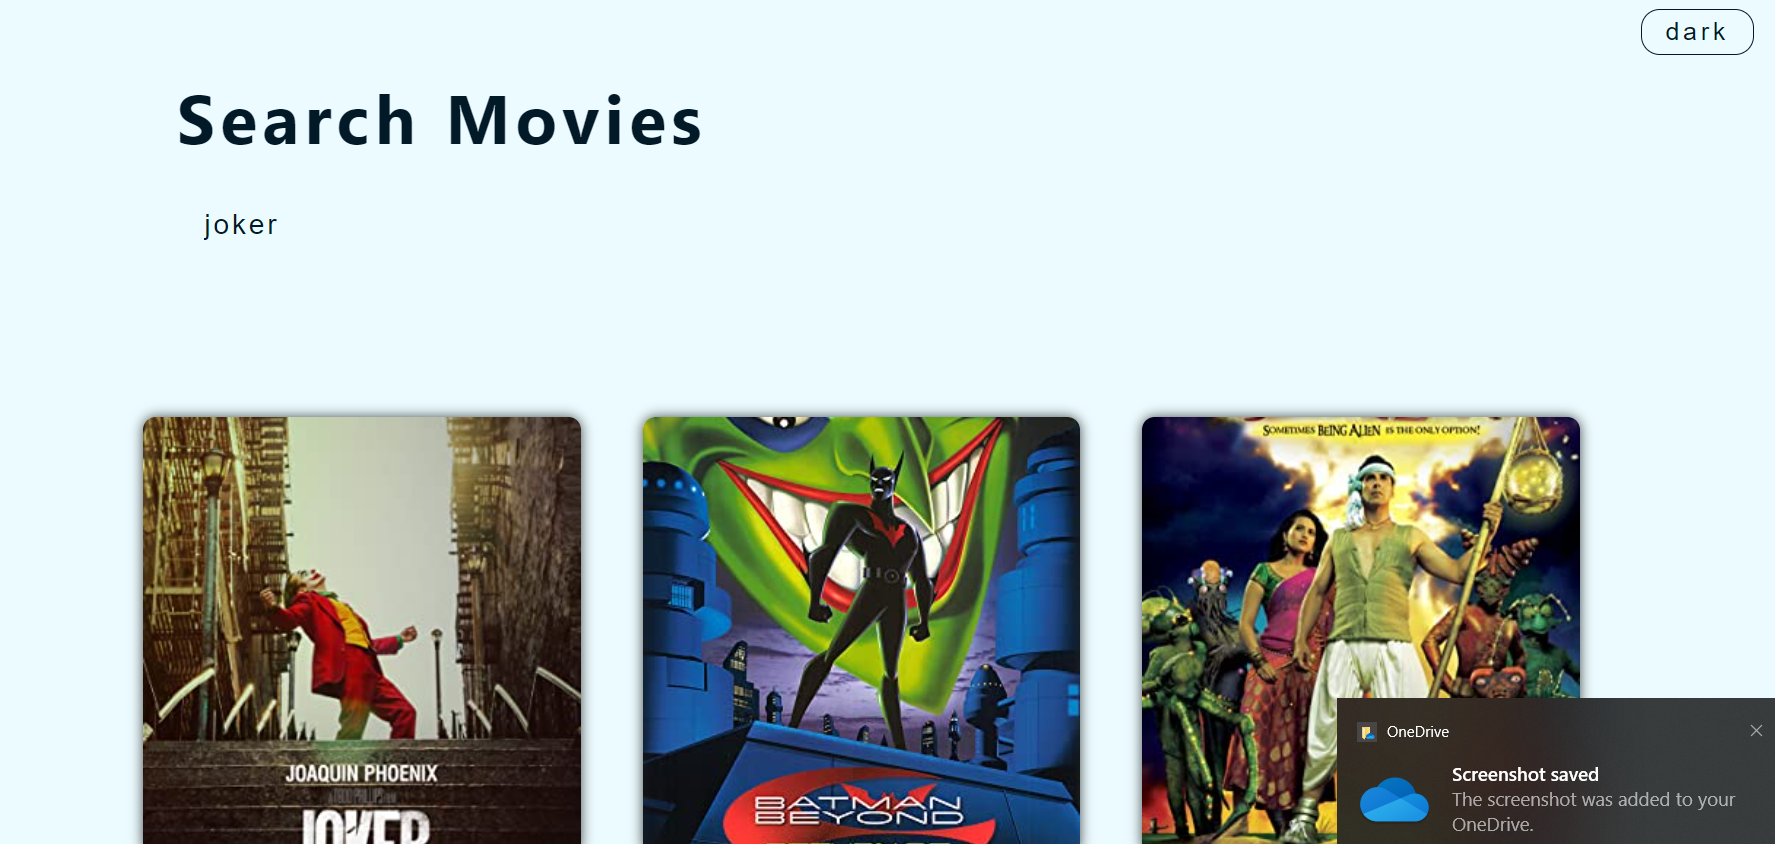 dark
Search Movies
joker
SOMETIMES BEING ALIEN IS THE ONLY OPTION!
JOAQUIN PHOENIX
JOKER
BATMAN
BEYOND
OneDrive
Screenshot saved
The screenshot was added to your
OneDrive.